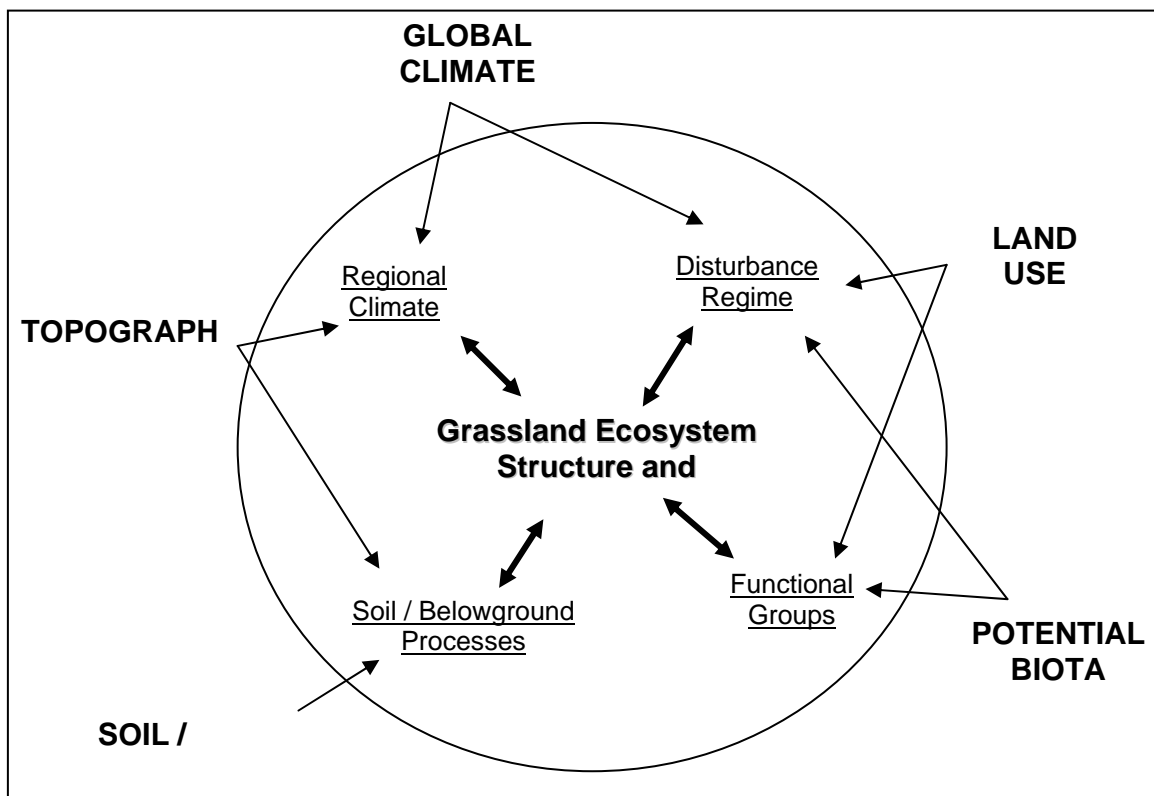 GLOBAL
CLIMATE
LAND
USE
Regional
Climate
Disturbance
Regime
TOPOGRAPH
Grassland Ecosystem
Structure and
Soil / Belowground
Processes
Functional
Groups
POTENTIAL
BIOTA
SOIL /